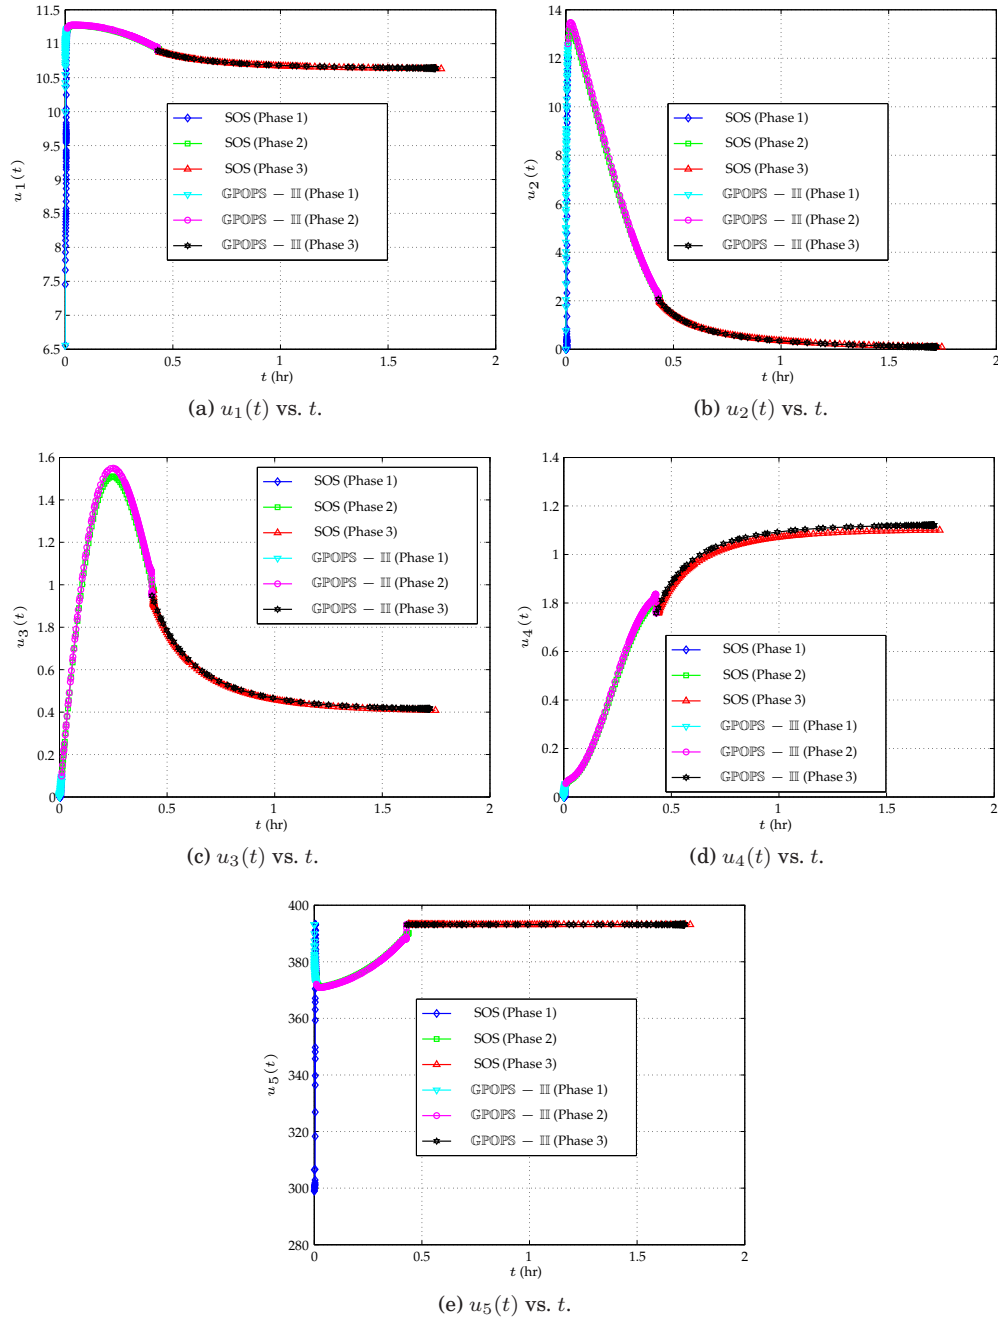 11.5
11
10.5
10
9.5
9
8.5
11
7.5
7
6.5
u1(t)
SOS (Phase 1)
SOS (Phase 2)
SOS (Phase 3)
GPOPS − II (Phase 1)
GPOPS − II (Phase 2)
GPOPS − II (Phase 3)
0 0.5 1 1.5 2
t (hr)
(a) u1(t) vs. t.
14
12
10
8
6
4
2
0
u2(t)
SOS (Phase 1)
SOS (Phase 2)
SOS (Phase 3)
GPOPS − II (Phase 1)
GPOPS − II (Phase 2)
GPOPS − II (Phase 3)
0 0.5 1 1.5 2
t (hr)
(b) u2(t) vs. t.
1.6
1.4
1.2
1
1.8
0.6
0.4
0.2
0
u3(t)
SOS (Phase 1)
SOS (Phase 2)
SOS (Phase 3)
GPOPS − II (Phase 1)
GPOPS − II (Phase 2)
GPOPS − II (Phase 3)
0 0.5 1 1.5 2
t (hr)
(c) u3(t) vs. t.
1.4
1.2
1
1.8
0.6
0.4
0.2
0
u4(t)
SOS (Phase 1)
SOS (Phase 2)
SOS (Phase 3)
GPOPS − II (Phase 1)
GPOPS − II (Phase 2)
GPOPS − II (Phase 3)
0 0.5 1 1.5 2
t (hr)
(d) u4(t) vs. t.
400
380
360
340
320
300
280
u5(t)
SOS (Phase 1)
SOS (Phase 2)
SOS (Phase 3)
GPOPS − II (Phase 1)
GPOPS − II (Phase 2)
GPOPS − II (Phase 3)
0 0.5 1 1.5 2
t (hr)
(e) u5(t) vs. t.